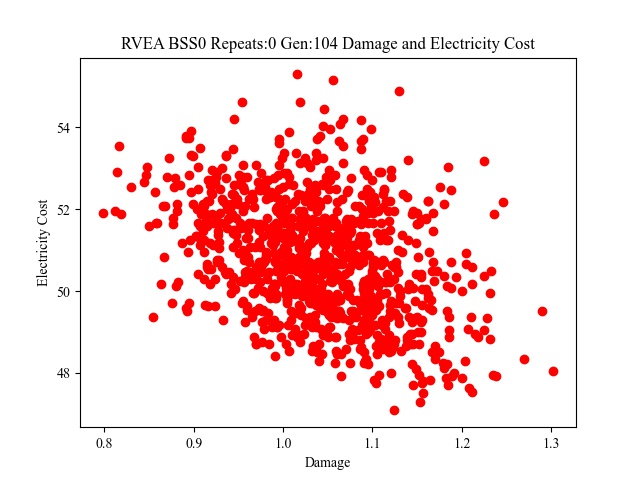 RVEA BSS0 Repeats:0 Gen:104 Damage and Electricity Cost
54
52
50
48
Electricity Cost
0.8 0.9 1.0 1.1 1.2 1.3
Damage